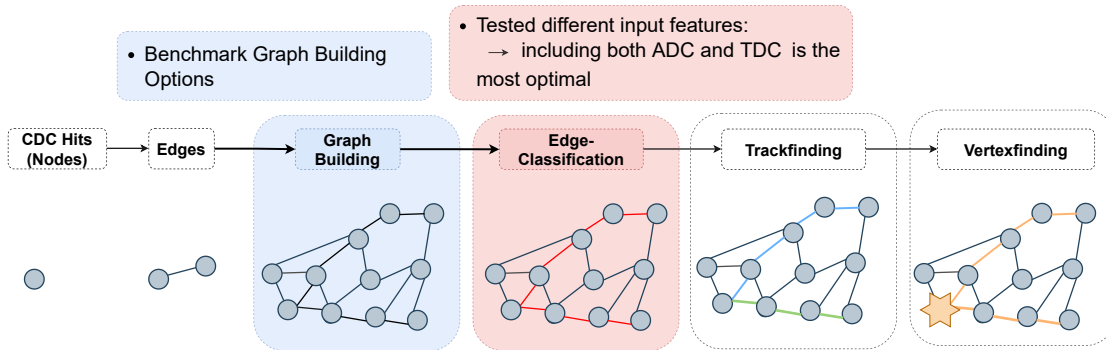 • Benchmark Graph Building
Options
• Tested different input features:
→ including both ADC and TDC is the
most optimal
CDC Hits
(Nodes)
Edges
Graph
Building
Edge-
Classification
Trackfinding
Vertexfinding